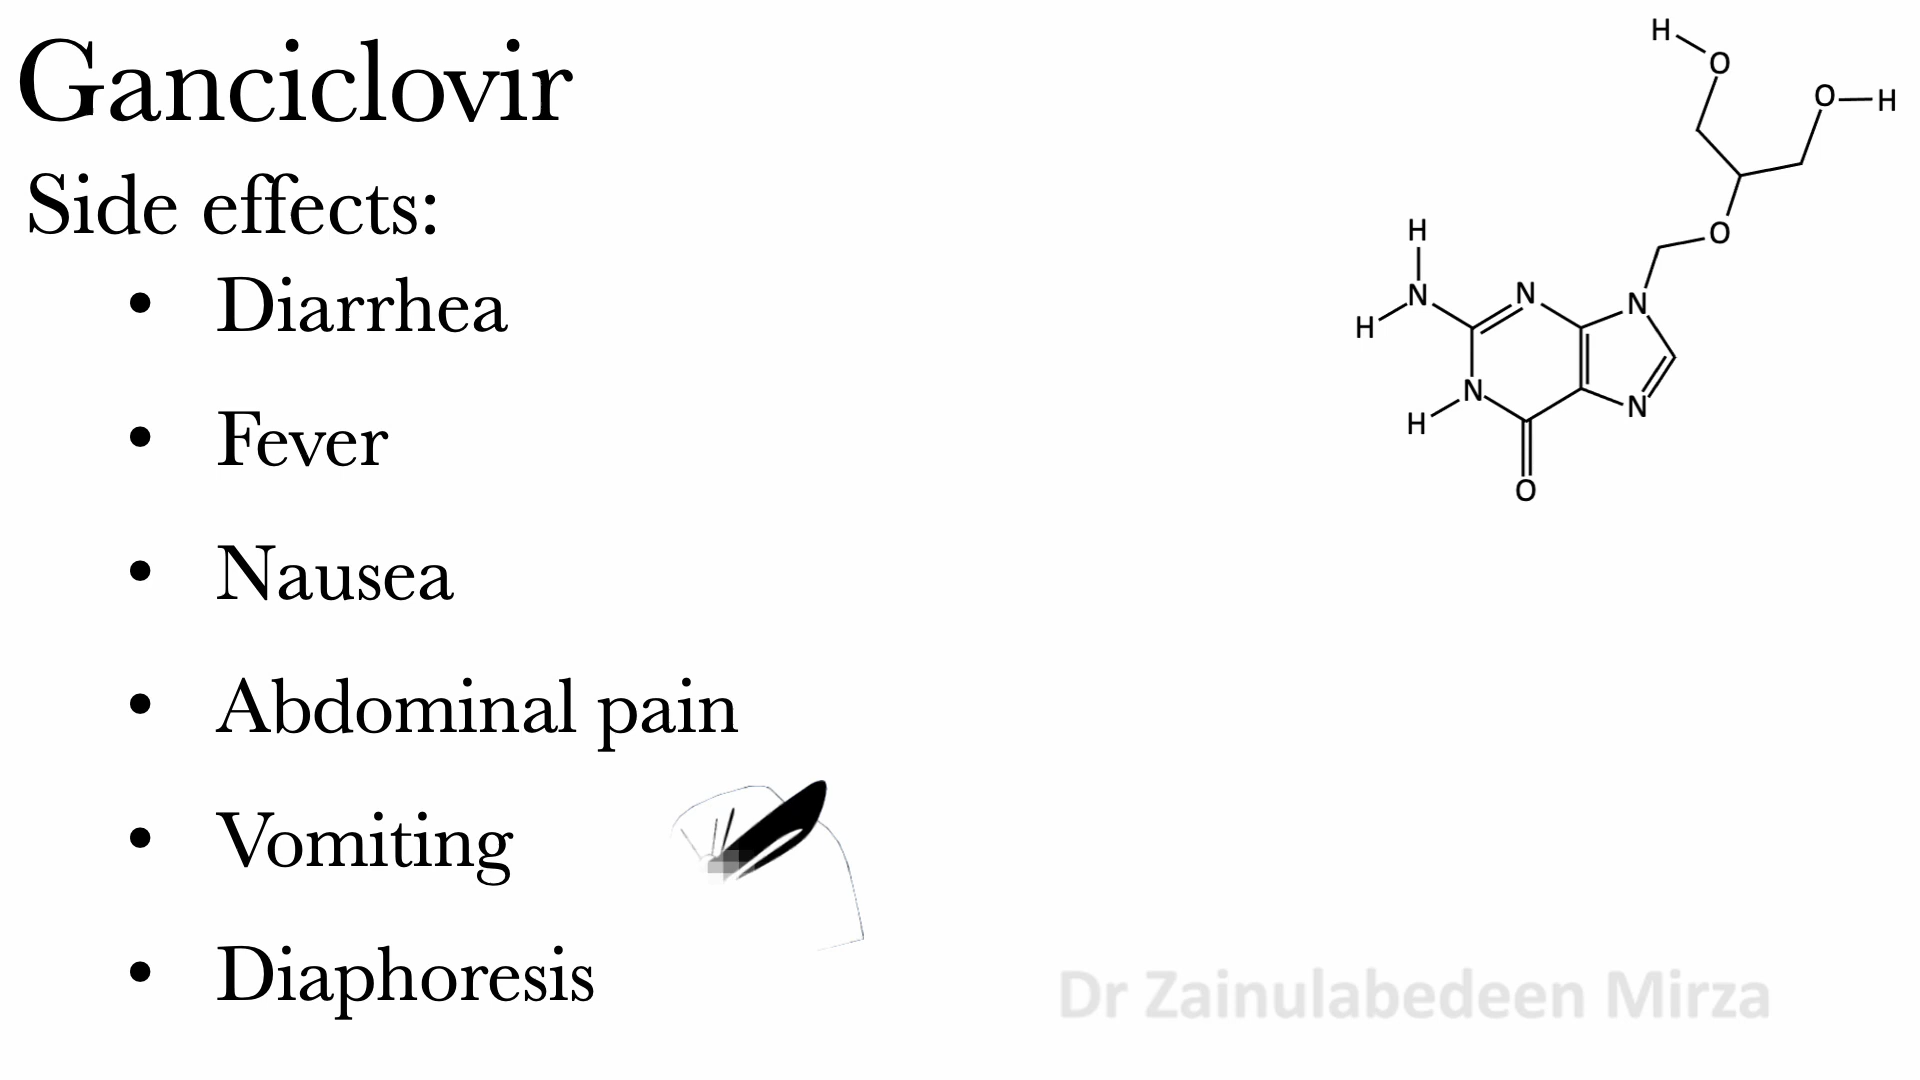 Ganciclovir
Side effects:
• Diarrhea
• Fever
• Nausea
• Abdominal pain
• Vomiting
• Diaphoresis
H
O
O
H
O
H
N
H
N
N
N
H
N
O
Dr Zainulabedeen Mirza